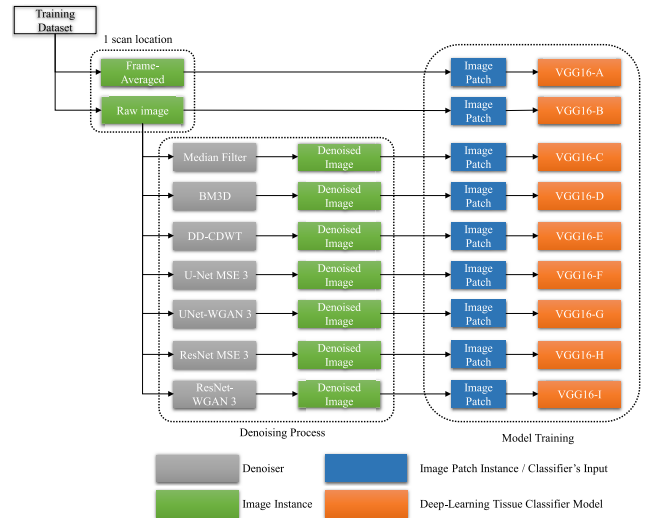 Training
Dataset
1 scan location
Frame-
Averaged
Image
Patch
VGG16-A
Raw image
Image
Patch
VGG16-B
Median Filter
Denoised
Image
Image
Patch
VGG16-C
BM3D
Denoised
Image
Image
Patch
VGG16-D
DD-CDWT
Denoised
Image
Image
Patch
VGG16-E
U-Net MSE 3
Denoised
Image
Image
Patch
VGG16-F
UNet-WGAN 3
Denoised
Image
Image
Patch
VGG16-G
ResNet MSE 3
Denoised
Image
Image
Patch
VGG16-H
ResNet-
WGAN 3
Denoised
Image
Image
Patch
VGG16-I
Denoising Process
Model Training
Denoiser
Image Patch Instance / Classifier's Input
Image Instance
Deep-Learning Tissue Classifier Model